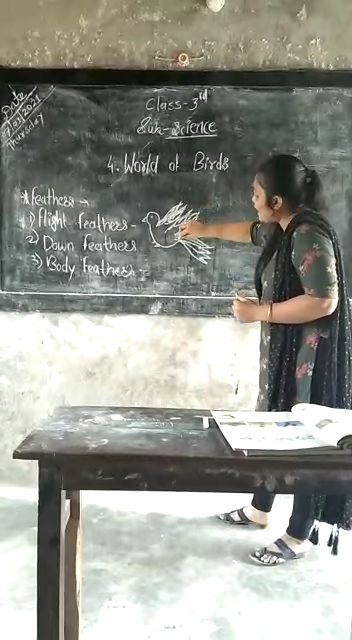 Date
Thursday
Class-3rd
Sub-Science
4. World of Birds
* Feathers →
1) Flight feathers-
2) Down feathers
3) Body feathers-